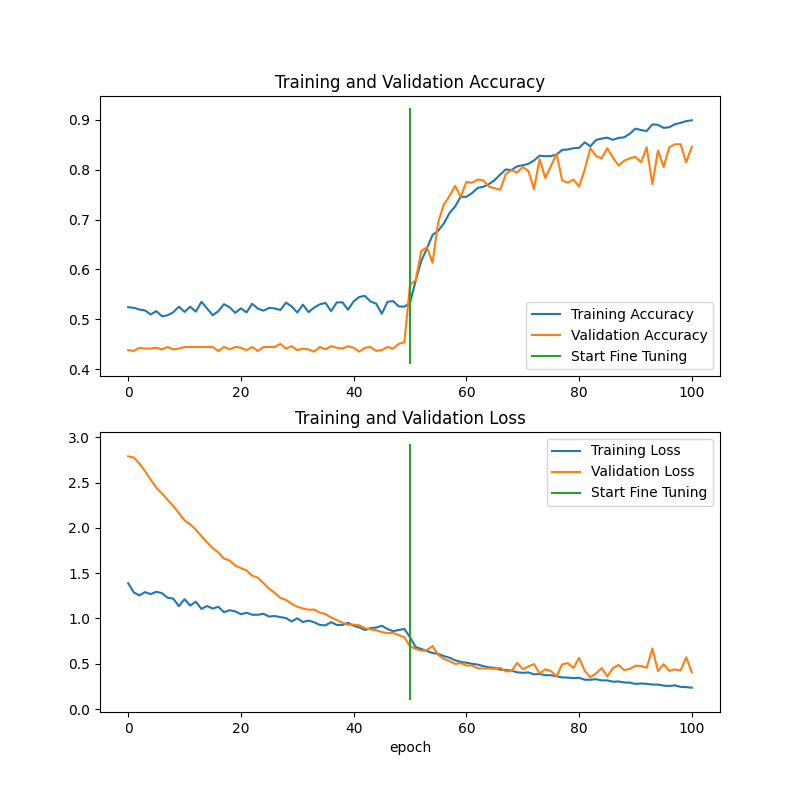 Training and Validation Accuracy
0.9
0.8
0.7
0.6
0.5
0.4
Training Accuracy
Validation Accuracy
Start Fine Tuning
0 20 40 60 80 100
Training and Validation Loss
3.0
2.5
2.0
1.5
1.0
0.5
0.0
Training Loss
Validation Loss
Start Fine Tuning
0 20 40 60 80 100
epoch